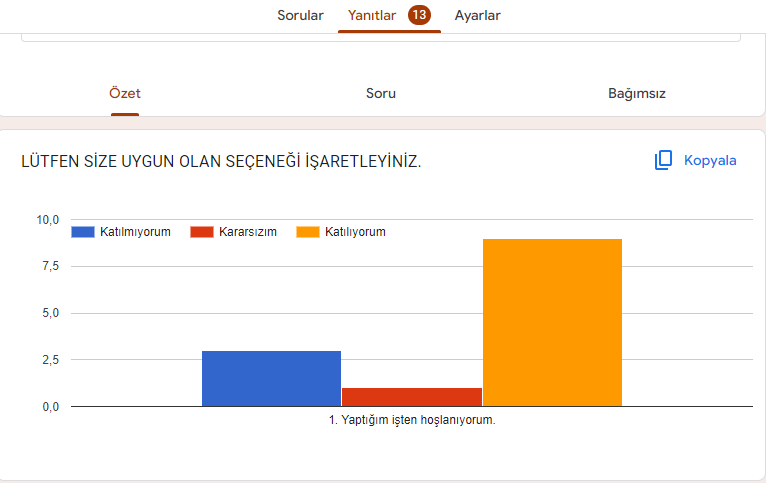 Sorular Yanıtlar 13 Ayarlar
Özet Soru Bağımsız
LÜTFEN SİZE UYGUN OLAN SEÇENEĞİ İŞARETLEYİNİZ.
Kopyala
10,0
Katılmıyorum Kararsızım Katılıyorum
7,5
5,0
2,5
0,0
1. Yaptığım işten hoşlanıyorum.